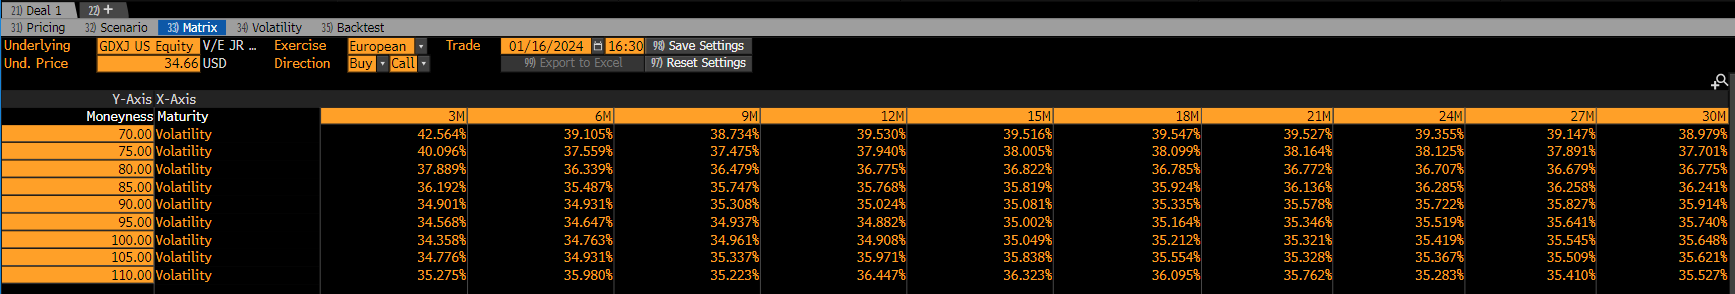 21) Deal 1 22) +
31) Pricing 32) Scenario 33) Matrix 34) Volatility 35) Backtest
Underlying GDXJ US Equity V/E JR ... Exercise European Trade 01/16/2024 16:30 98) Save Settings
Und. Price 34.66 USD Direction Buy Call 99) Export to Excel 97) Reset Settings
Y-Axis X-Axis
Moneyness Maturity 3M 6M 9M 12M 15M 18M 21M 24M 27M 30M
70.00 Volatility 42.564% 39.105% 38.734% 39.530% 39.516% 39.547% 39.527% 39.355% 39.147% 38.979%
75.00 Volatility 40.096% 37.559% 37.475% 37.940% 38.005% 38.099% 38.164% 38.125% 37.891% 37.701%
80.00 Volatility 37.889% 36.339% 36.479% 36.775% 36.822% 36.785% 36.772% 36.707% 36.679% 36.775%
85.00 Volatility 36.192% 35.487% 35.747% 35.768% 35.819% 35.924% 36.136% 36.285% 36.258% 36.241%
90.00 Volatility 34.901% 34.931% 35.308% 35.024% 35.081% 35.335% 35.578% 35.722% 35.827% 35.914%
95.00 Volatility 34.568% 34.647% 34.937% 34.882% 35.002% 35.164% 35.346% 35.519% 35.641% 35.740%
100.00 Volatility 34.358% 34.763% 34.961% 34.908% 35.049% 35.212% 35.321% 35.419% 35.545% 35.648%
105.00 Volatility 34.776% 34.931% 35.337% 35.971% 35.838% 35.554% 35.328% 35.367% 35.509% 35.621%
110.00 Volatility 35.275% 35.980% 35.223% 36.447% 36.323% 36.095% 35.762% 35.283% 35.410% 35.527%